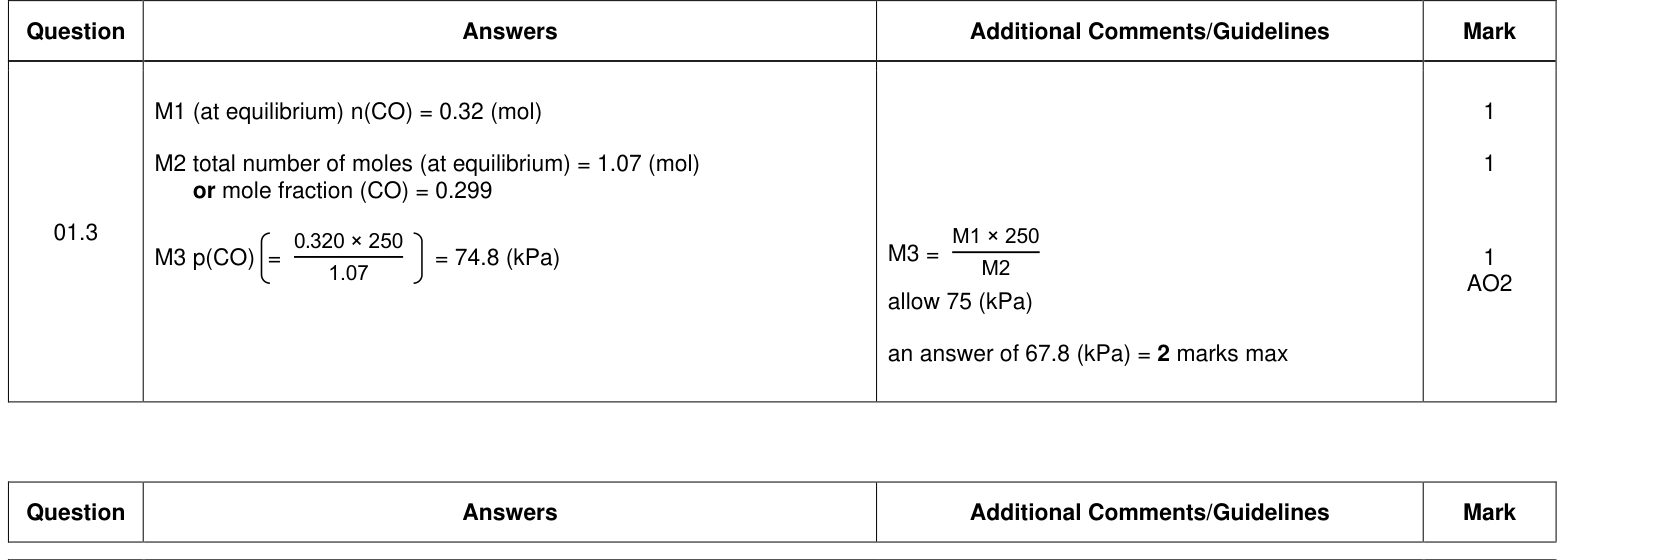 Question Answers Additional Comments/Guidelines Mark
M1 (at equilibrium) n(CO) = 0.32 (mol) 1
M2 total number of moles (at equilibrium) = 1.07 (mol) 1
or mole fraction (CO) = 0.299
01.3
M3 p(CO) (= 0.320 × 250 / 1.07) = 74.8 (kPa)
M3 = M1 × 250 / M2
1
AO2
allow 75 (kPa)
an answer of 67.8 (kPa) = 2 marks max
Question Answers Additional Comments/Guidelines Mark